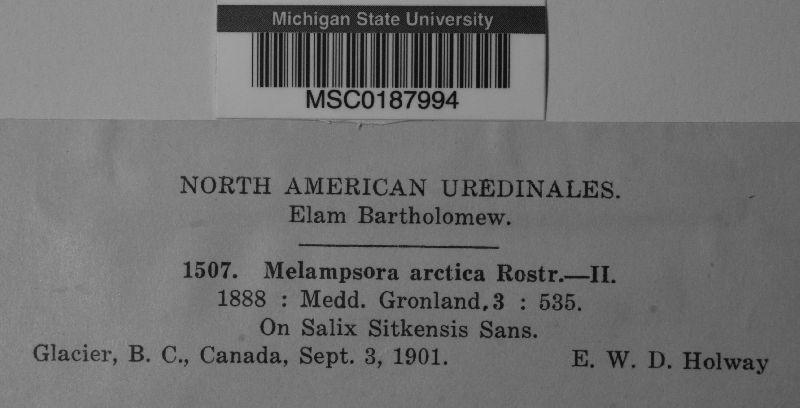 Michigan State University
MSC0187994
NORTH AMERICAN UREDINALES.
Elam Bartholomew.
1507. Melampsora arctica Rostr.—II.
1888 : Medd. Gronland, 3 : 535.
On Salix Sitkensis Sans.
Glacier, B. C., Canada, Sept. 3, 1901. E. W. D. Holway